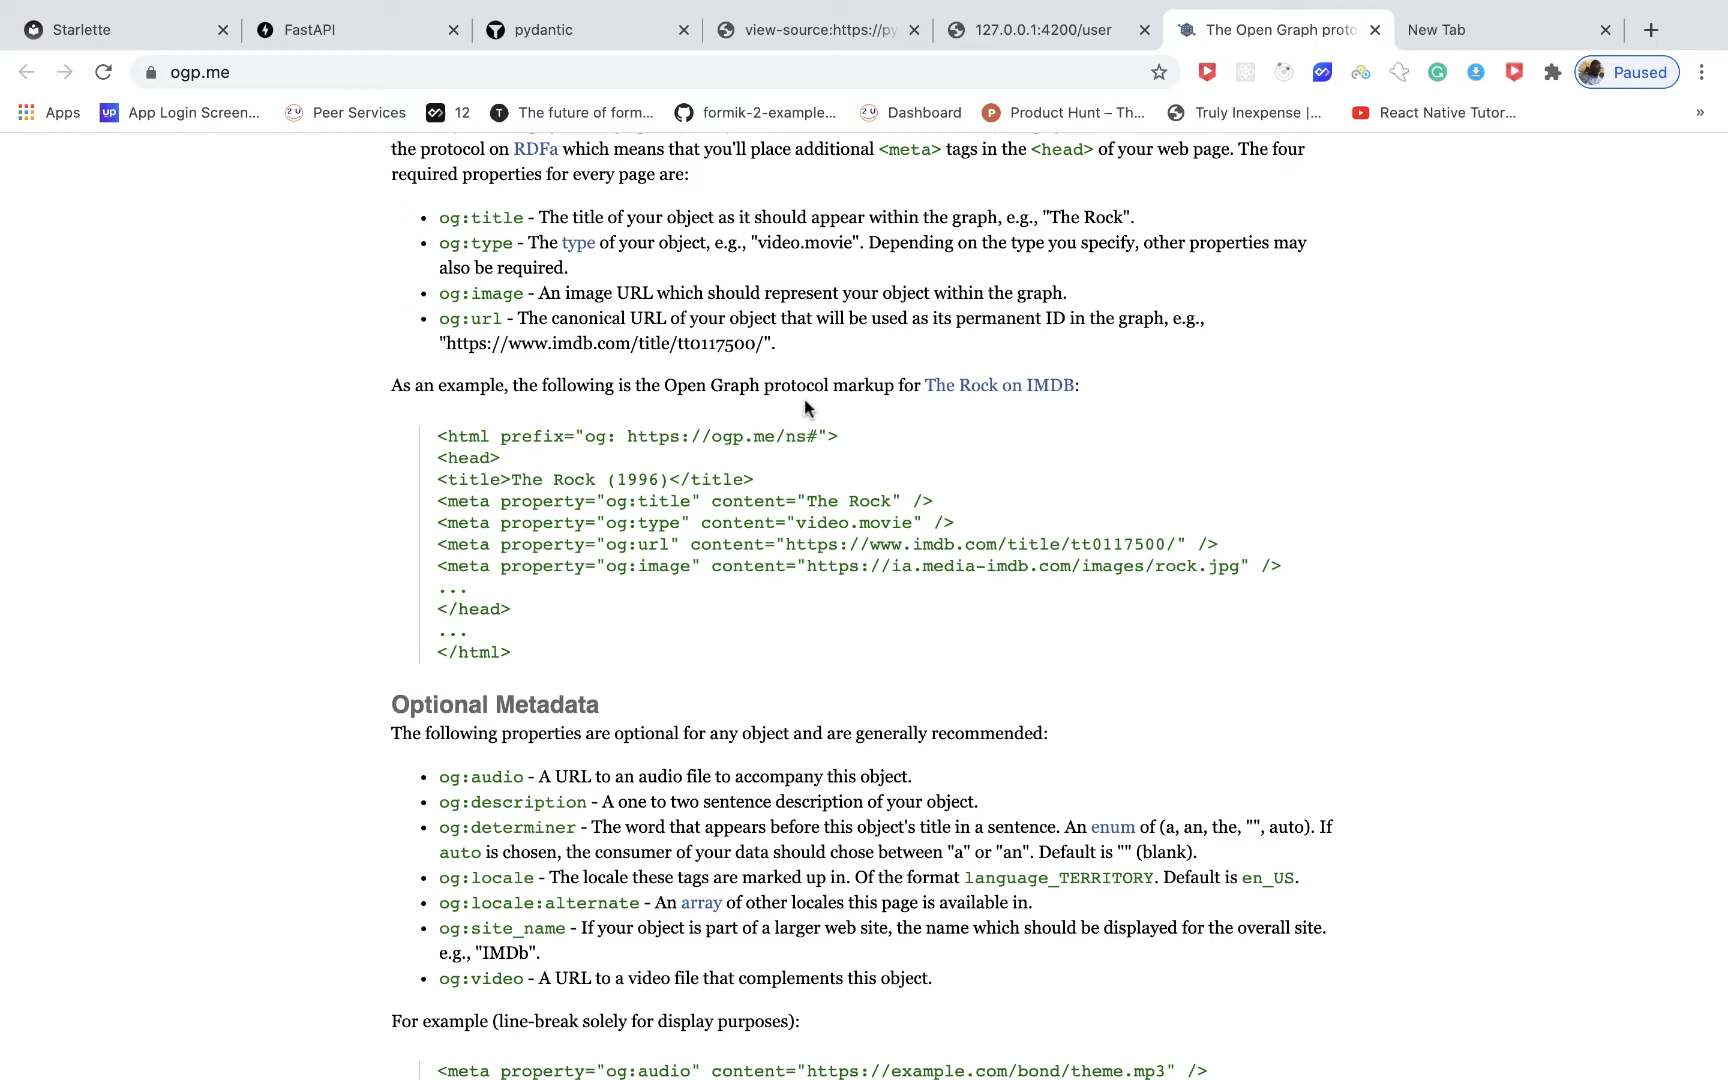 Starlette
FastAPI
pydantic
view-source:https://py
127.0.0.1:4200/user
The Open Graph proto
New Tab
ogp.me
Paused
Apps
up
App Login Screen...
2.U
Peer Services
12
T
The future of form...
formik-2-example...
2.U
Dashboard
P
Product Hunt – Th...
Truly Inexpense |...
React Native Tutor...
»
the protocol on RDFa which means that you'll place additional <meta> tags in the <head> of your web page. The four
required properties for every page are:
• og:title - The title of your object as it should appear within the graph, e.g., "The Rock".
• og:type - The type of your object, e.g., "video.movie". Depending on the type you specify, other properties may
also be required.
• og:image - An image URL which should represent your object within the graph.
• og:url - The canonical URL of your object that will be used as its permanent ID in the graph, e.g.,
"https://www.imdb.com/title/tt0117500/".
As an example, the following is the Open Graph protocol markup for The Rock on IMDB:
<html prefix="og: https://ogp.me/ns#">
<head>
<title>The Rock (1996)</title>
<meta property="og:title" content="The Rock" />
<meta property="og:type" content="video.movie" />
<meta property="og:url" content="https://www.imdb.com/title/tt0117500/" />
<meta property="og:image" content="https://ia.media-imdb.com/images/rock.jpg" />
...
</head>
...
</html>
Optional Metadata
The following properties are optional for any object and are generally recommended:
• og:audio - A URL to an audio file to accompany this object.
• og:description - A one to two sentence description of your object.
• og:determiner - The word that appears before this object's title in a sentence. An enum of (a, an, the, "", auto). If
auto is chosen, the consumer of your data should chose between "a" or "an". Default is "" (blank).
• og:locale - The locale these tags are marked up in. Of the format language_TERRITORY. Default is en_US.
• og:locale:alternate - An array of other locales this page is available in.
• og:site_name - If your object is part of a larger web site, the name which should be displayed for the overall site.
e.g., "IMDb".
• og:video - A URL to a video file that complements this object.
For example (line-break solely for display purposes):
<meta property="og:audio" content="https://example.com/bond/theme.mp3" />